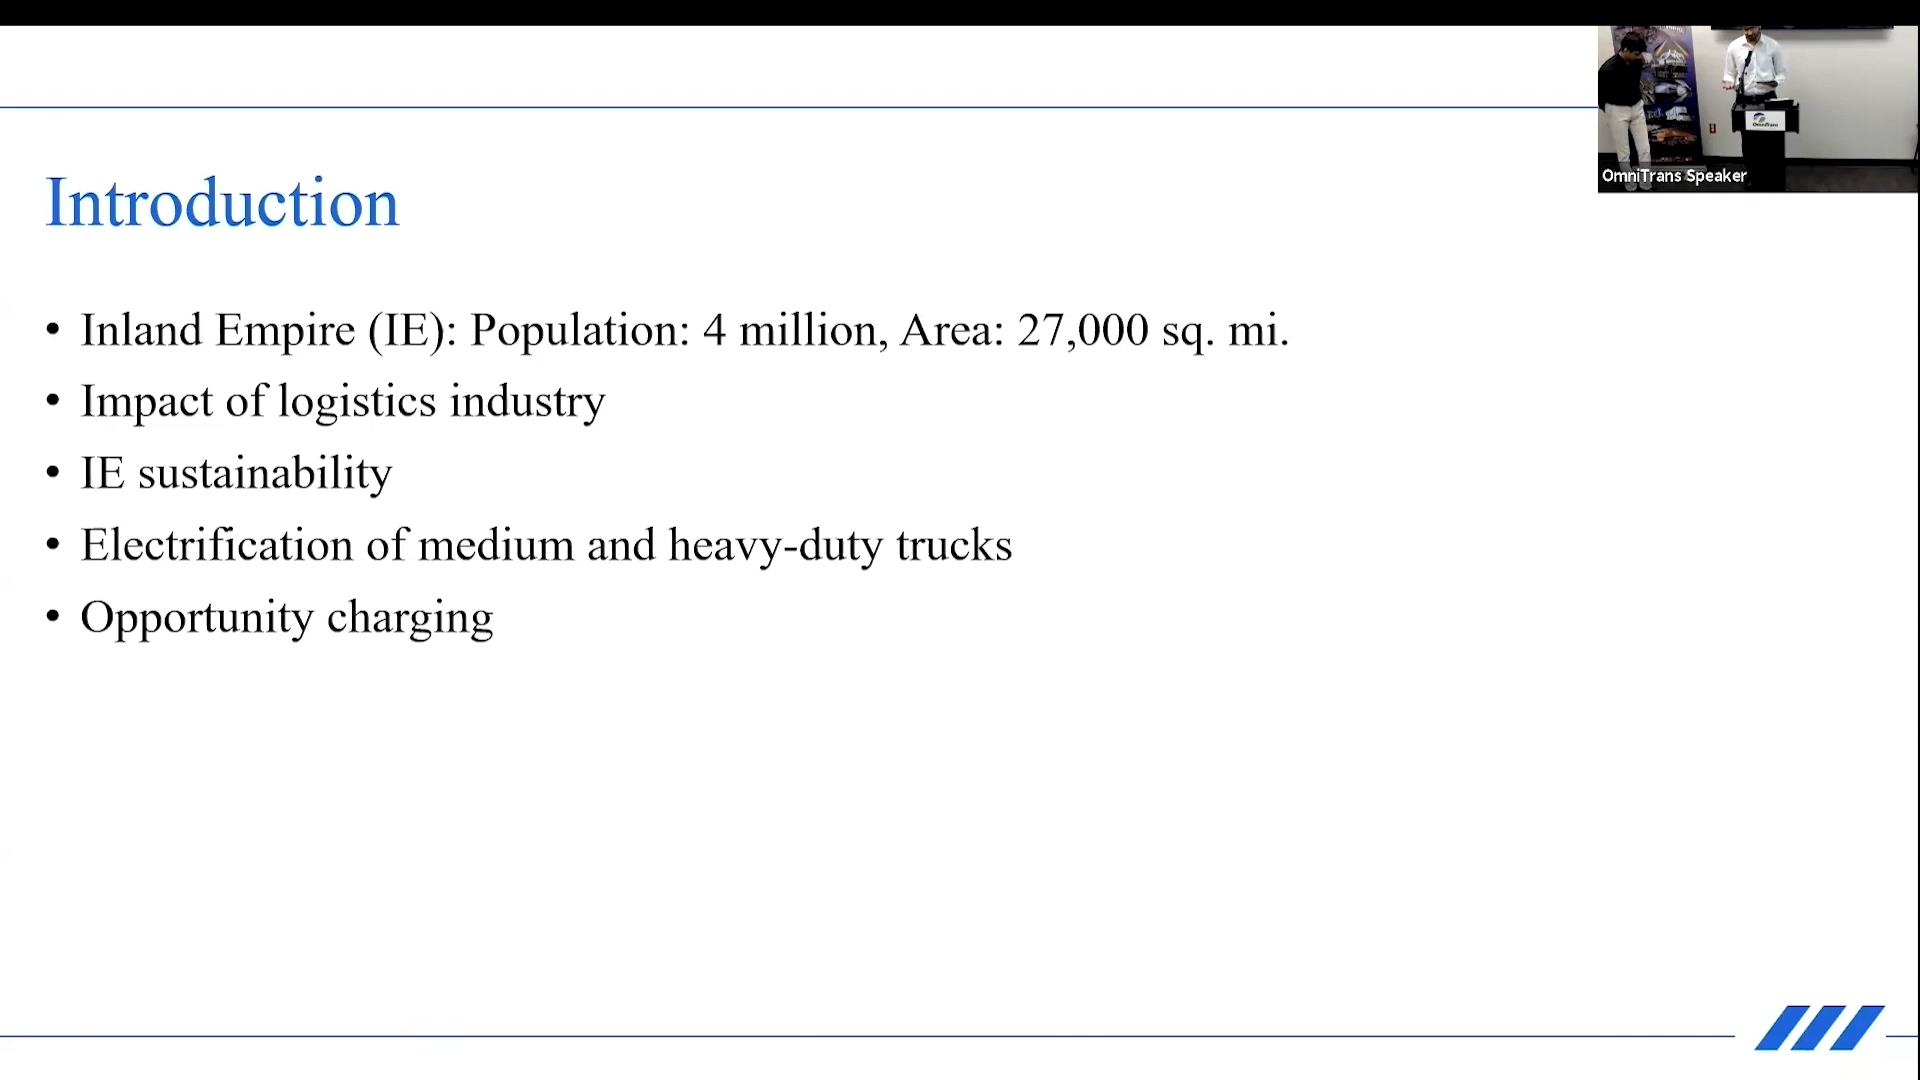 Introduction
• Inland Empire (IE): Population: 4 million, Area: 27,000 sq. mi.
• Impact of logistics industry
• IE sustainability
• Electrification of medium and heavy-duty trucks
• Opportunity charging
OmniTrans
OmniTrans Speaker